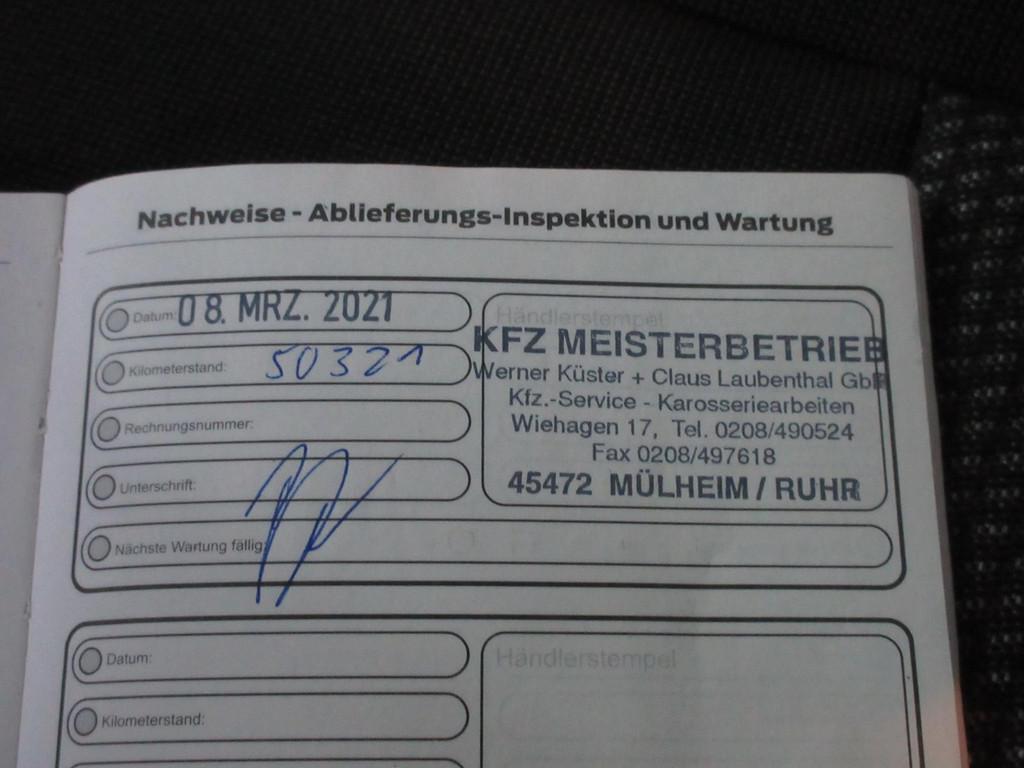 Nachweise - Ablieferungs-Inspektion und Wartung
Datum: 08. MRZ. 2021
Kilometerstand: 50321
Rechnungsnummer:
Unterschrift:
Nächste Wartung fällig:
Händlerstempel
KFZ MEISTERBETRIEB
Werner Küster + Claus Laubenthal GbR
Kfz.-Service - Karosseriearbeiten
Wiehagen 17, Tel. 0208/490524
Fax 0208/497618
45472 MÜLHEIM / RUHR
Datum:
Kilometerstand:
Händlerstempel